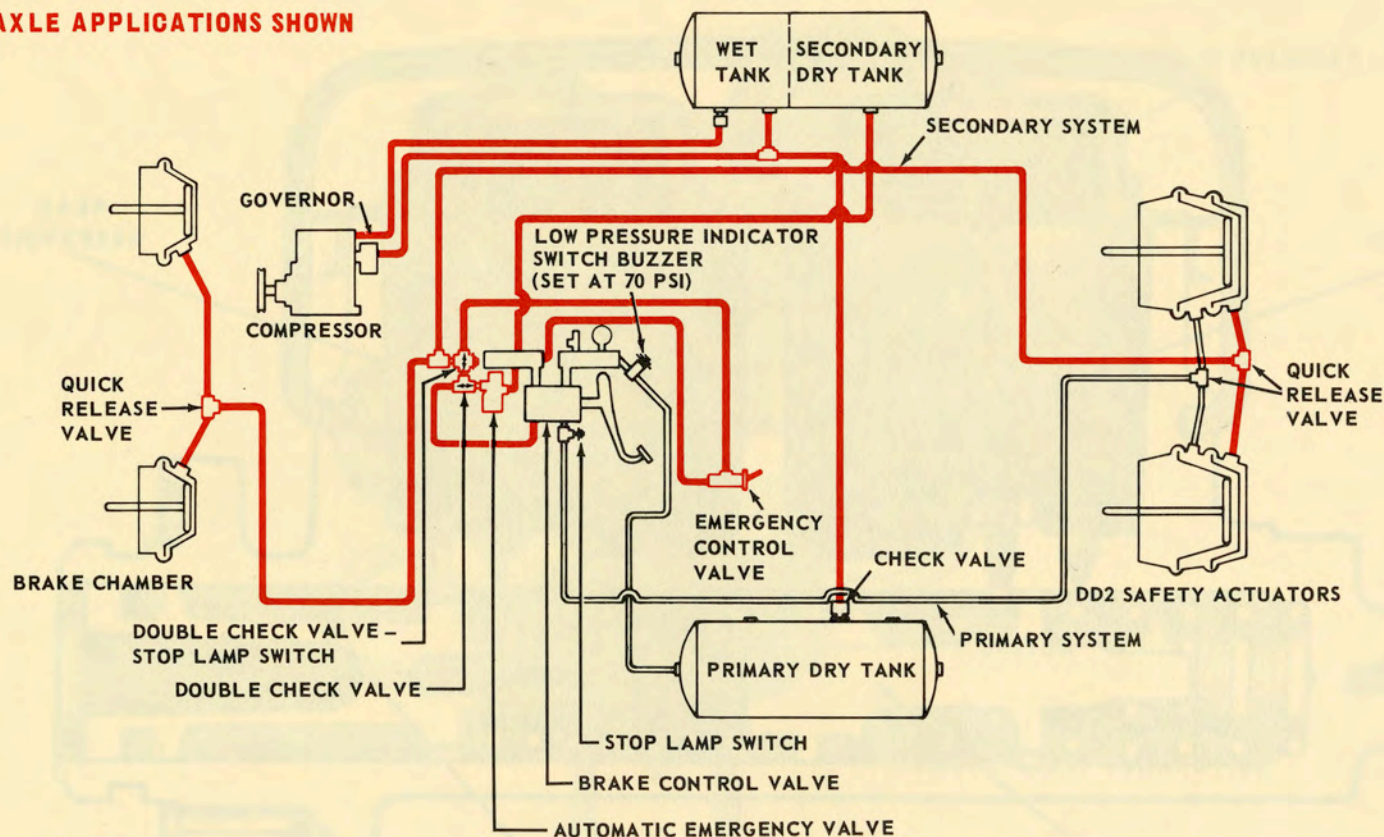 AXLE APPLICATIONS SHOWN
WET
TANK
SECONDARY
DRY TANK
SECONDARY SYSTEM
GOVERNOR
LOW PRESSURE INDICATOR
SWITCH BUZZER
(SET AT 70 PSI)
COMPRESSOR
QUICK
RELEASE
VALVE
QUICK
RELEASE
VALVE
EMERGENCY
CONTROL
VALVE
CHECK VALVE
BRAKE CHAMBER
DD2 SAFETY ACTUATORS
DOUBLE CHECK VALVE –
STOP LAMP SWITCH
PRIMARY SYSTEM
DOUBLE CHECK VALVE
PRIMARY DRY TANK
STOP LAMP SWITCH
BRAKE CONTROL VALVE
AUTOMATIC EMERGENCY VALVE